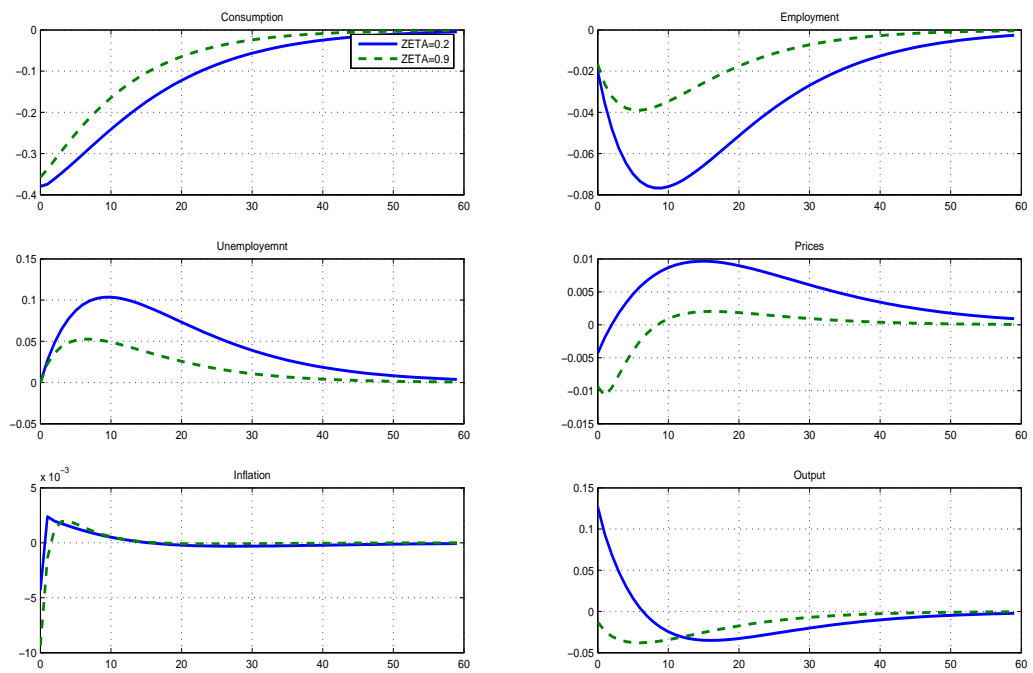 Consumption
0
−0.1
−0.2
−0.3
−0.4
0 10 20 30 40 50 60
ZETA=0.2
ZETA=0.9
Employment
0
−0.02
−0.04
−0.06
−0.08
0 10 20 30 40 50 60
Unemployemnt
0.15
0.1
0.05
0
−0.05
0 10 20 30 40 50 60
Prices
0.01
0.005
0
−0.005
−0.01
−0.015
0 10 20 30 40 50 60
Inflation
x 10⁻³
5
0
−5
−10
0 10 20 30 40 50 60
Output
0.15
0.1
0.05
0
−0.05
0 10 20 30 40 50 60